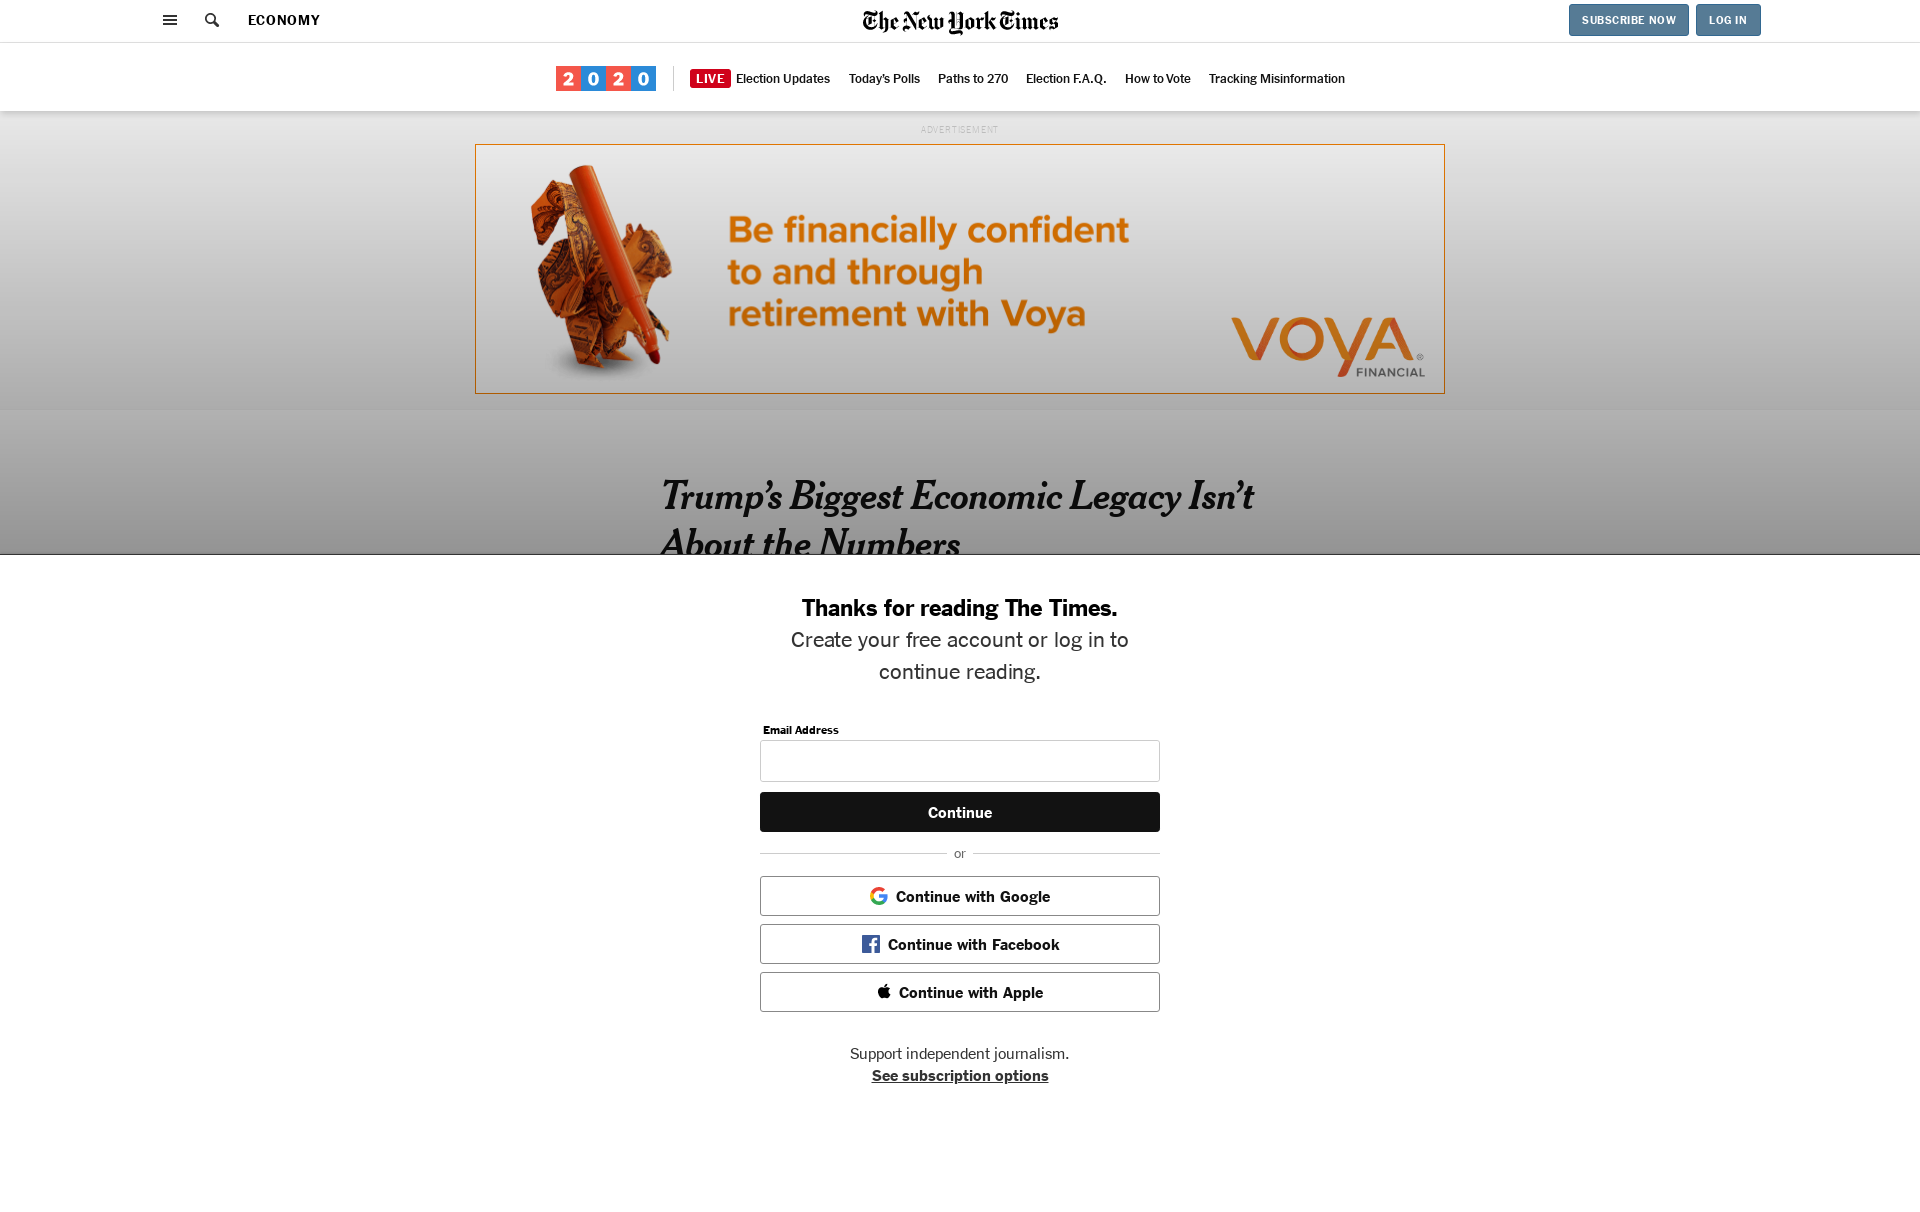 ECONOMY
The New York Times
SUBSCRIBE NOW
LOG IN
2020
LIVE Election Updates
Today's Polls
Paths to 270
Election F.A.Q.
How to Vote
Tracking Misinformation
ADVERTISEMENT
Be financially confident
to and through
retirement with Voya
VOYA®
FINANCIAL
Trump's Biggest Economic Legacy Isn't
About the Numbers
Thanks for reading The Times.
Create your free account or log in to
continue reading.
Email Address
Continue
or
Continue with Google
Continue with Facebook
Continue with Apple
Support independent journalism.
See subscription options